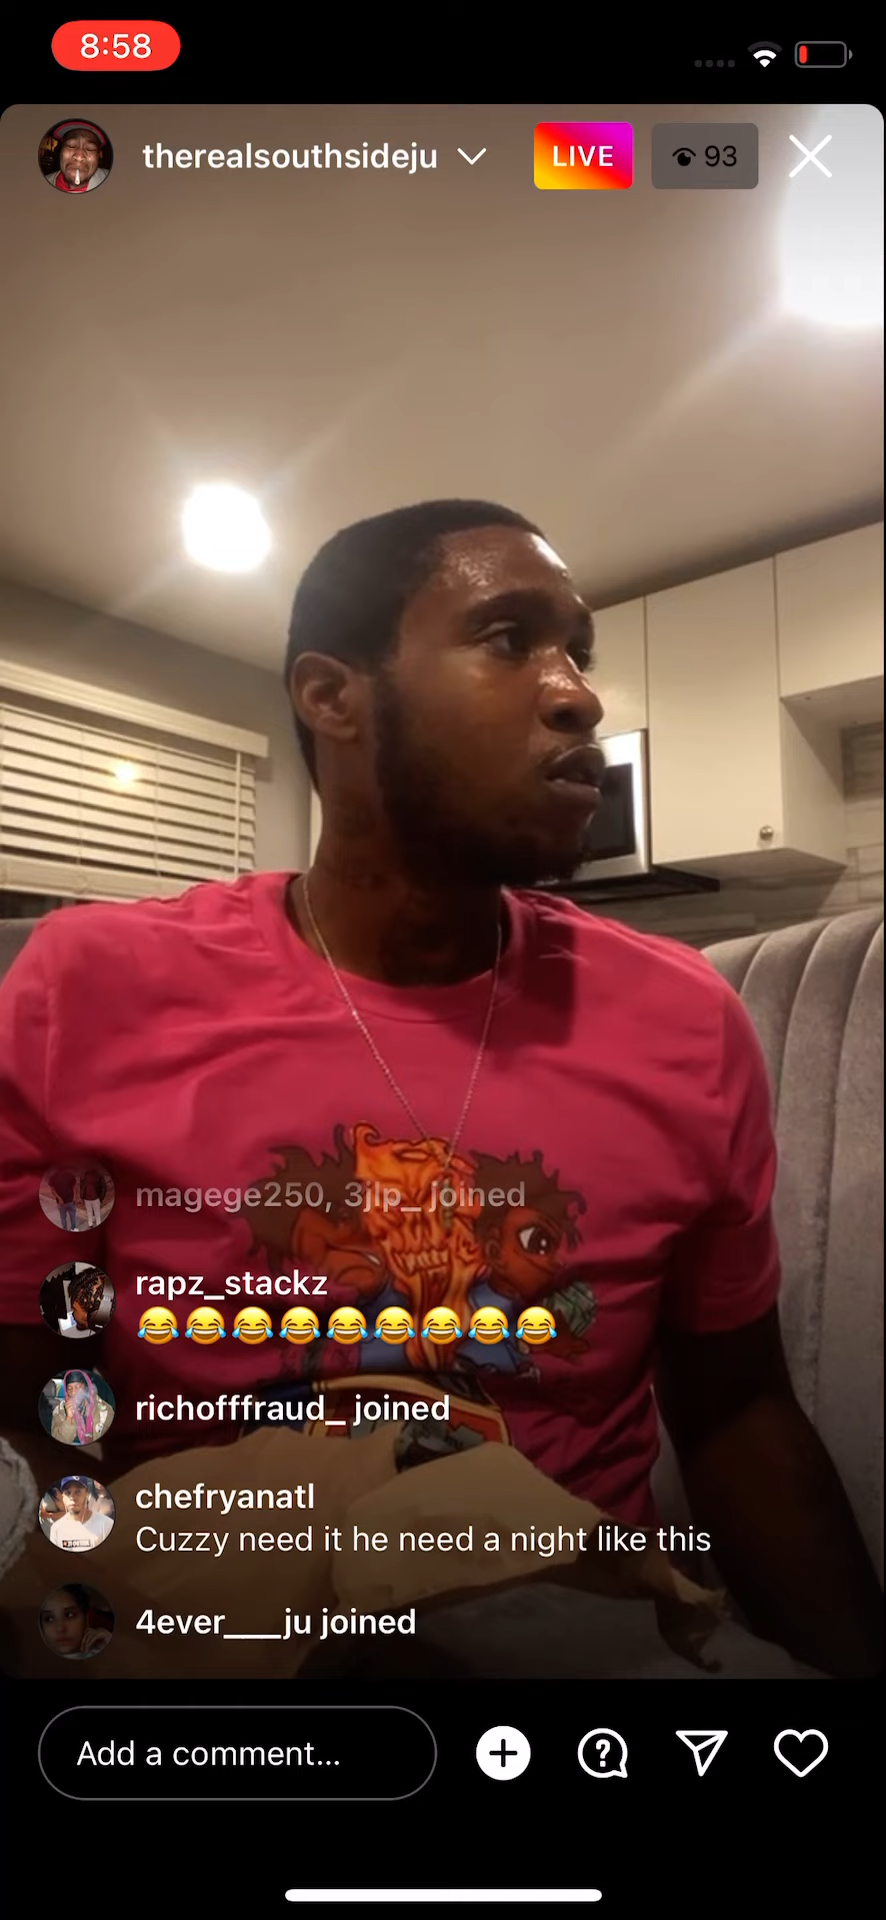 8:58
therealsouthsideju
LIVE
93
magege250, 3jlp_ joined
rapz_stackz
😂😂😂😂😂😂😂😂😂
richofffraud_ joined
chefryanatl
Cuzzy need it he need a night like this
4ever___ju joined
Add a comment...